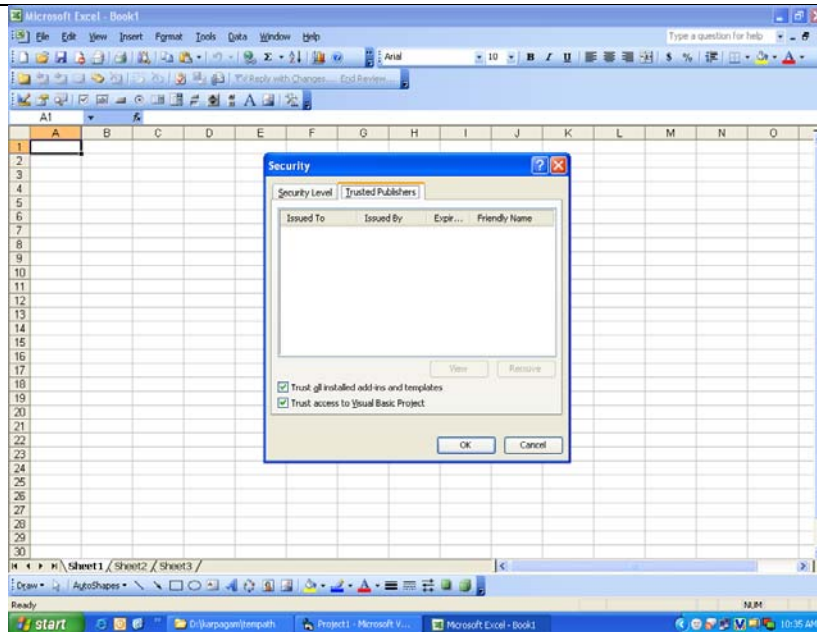 Microsoft Excel - Book1
File Edit View Insert Format Tools Data Window Help
Type a question for help
Arial 10 B I U $ %
Reply with Changes... End Review...
A1 fx
A B C D E F G H I J K L M N O
1
2
3
4
5
6
7
8
9
10
11
12
13
14
15
16
17
18
19
20
21
22
23
24
25
26
27
28
29
30
Security
Security Level Trusted Publishers
Issued To Issued By Expir... Friendly Name
View Remove
Trust all installed add-ins and templates
Trust access to Visual Basic Project
OK Cancel
Sheet1 / Sheet2 / Sheet3 /
Draw AutoShapes
Ready NUM
start D:\karpagam\tempath Project1 - Microsoft V... Microsoft Excel - Book1 10:35 AM